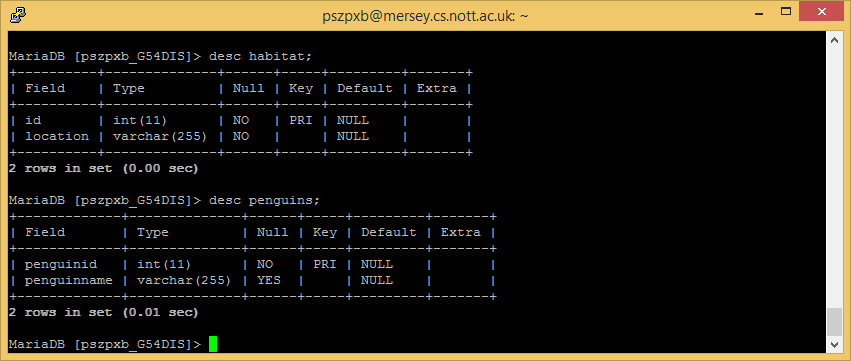 pszpxb@mersey.cs.nott.ac.uk: ~
MariaDB [pszpxb_G54DIS]> desc habitat;
+----------+--------------+------+-----+---------+-------+
| Field    | Type         | Null | Key | Default | Extra |
+----------+--------------+------+-----+---------+-------+
| id       | int(11)      | NO   | PRI | NULL    |       |
| location | varchar(255) | NO   |     | NULL    |       |
+----------+--------------+------+-----+---------+-------+
2 rows in set (0.00 sec)
MariaDB [pszpxb_G54DIS]> desc penguins;
+-------------+--------------+------+-----+---------+-------+
| Field       | Type         | Null | Key | Default | Extra |
+-------------+--------------+------+-----+---------+-------+
| penguinid   | int(11)      | NO   | PRI | NULL    |       |
| penguinname | varchar(255) | YES  |     | NULL    |       |
+-------------+--------------+------+-----+---------+-------+
2 rows in set (0.01 sec)
MariaDB [pszpxb_G54DIS]>